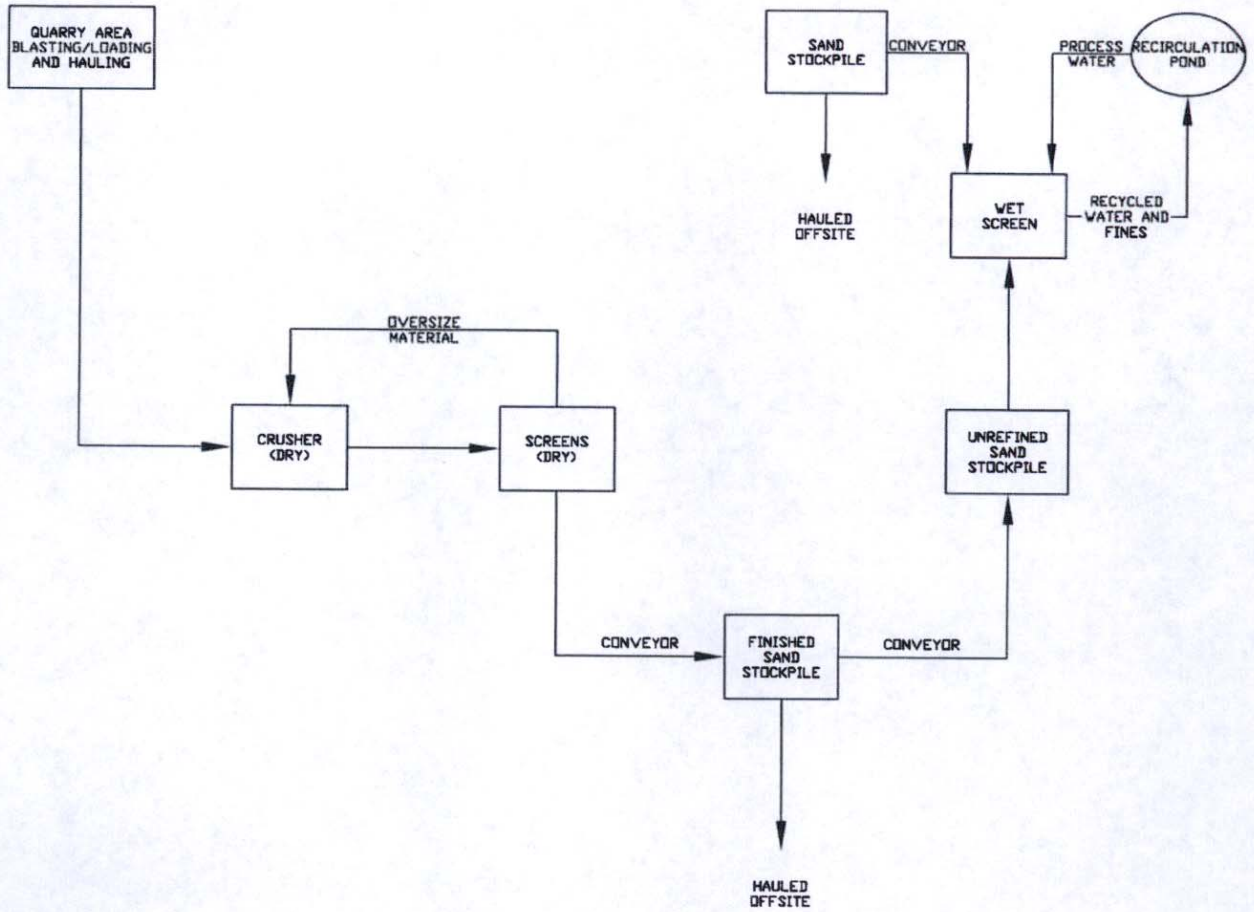 QUARRY AREA
BLASTING/LOADING
AND HAULING
SAND
STOCKPILE
CONVEYOR
PROCESS
WATER
RECIRCULATION
POND
HAULED
OFFSITE
WET
SCREEN
RECYCLED
WATER AND
FINES
OVERSIZE
MATERIAL
CRUSHER
(DRY)
SCREENS
(DRY)
UNREFINED
SAND
STOCKPILE
CONVEYOR
FINISHED
SAND
STOCKPILE
CONVEYOR
HAULED
OFFSITE